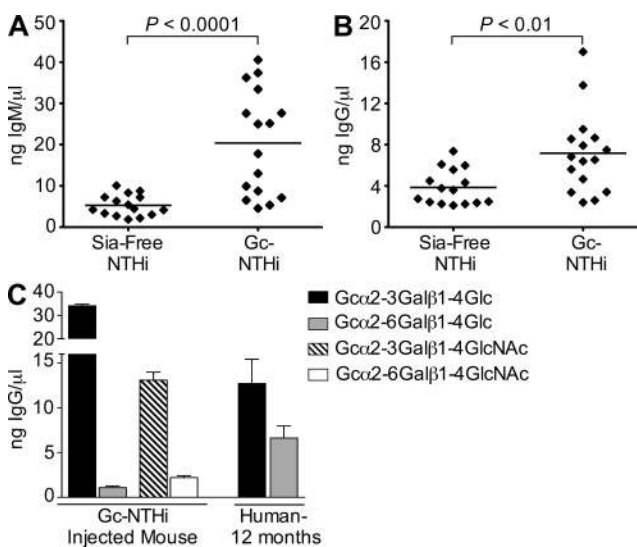 A
P < 0.0001
ng IgM/μl
50
40
30
20
10
0
Sia-Free
NTHi
Gc-
NTHi
B
P < 0.01
ng IgG/μl
16
12
8
4
0
Sia-Free
NTHi
Gc-
NTHi
C
ng IgG/μl
40
30
20
15
10
5
0
Gc-NTHi
Injected Mouse
Human-
12 months
Gcα2-3Galβ1-4Glc
Gcα2-6Galβ1-4Glc
Gcα2-3Galβ1-4GlcNAc
Gcα2-6Galβ1-4GlcNAc